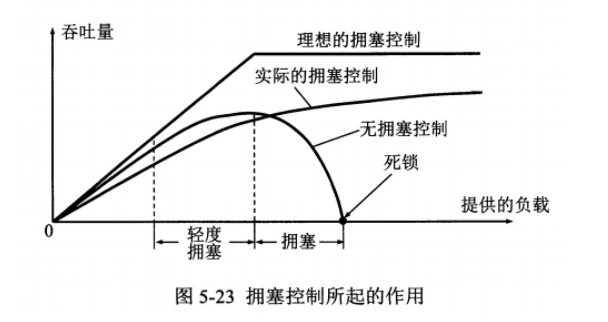 吞吐量
理想的拥塞控制
实际的拥塞控制
无拥塞控制
死锁
提供的负载
0
轻度
拥塞
拥塞
图 5-23 拥塞控制所起的作用